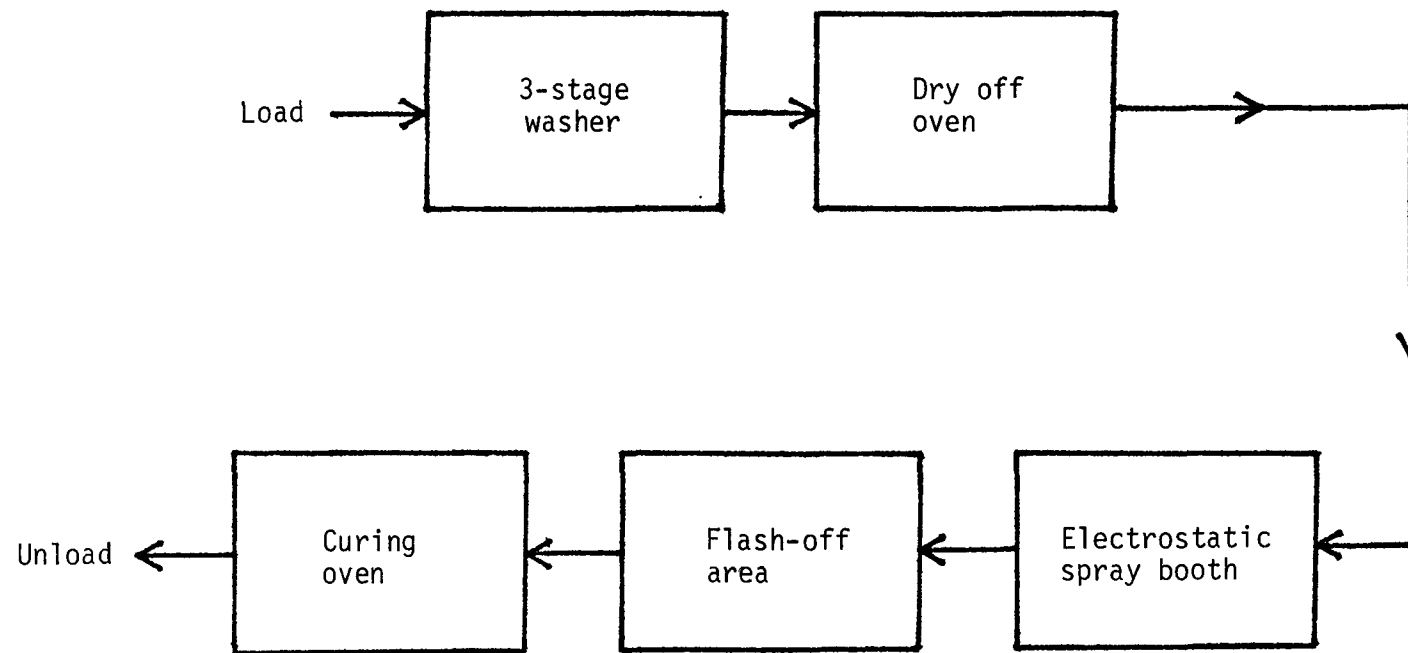 Load
3-stage
washer
Dry off
oven
Electrostatic
spray booth
Flash-off
area
Curing
oven
Unload